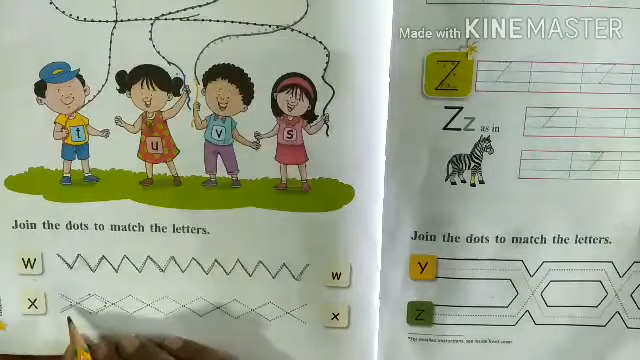 Made with KINEMASTER
t
u
v
s
Z
Zz as in
Join the dots to match the letters.
w
w
x
x
Join the dots to match the letters.
y
z